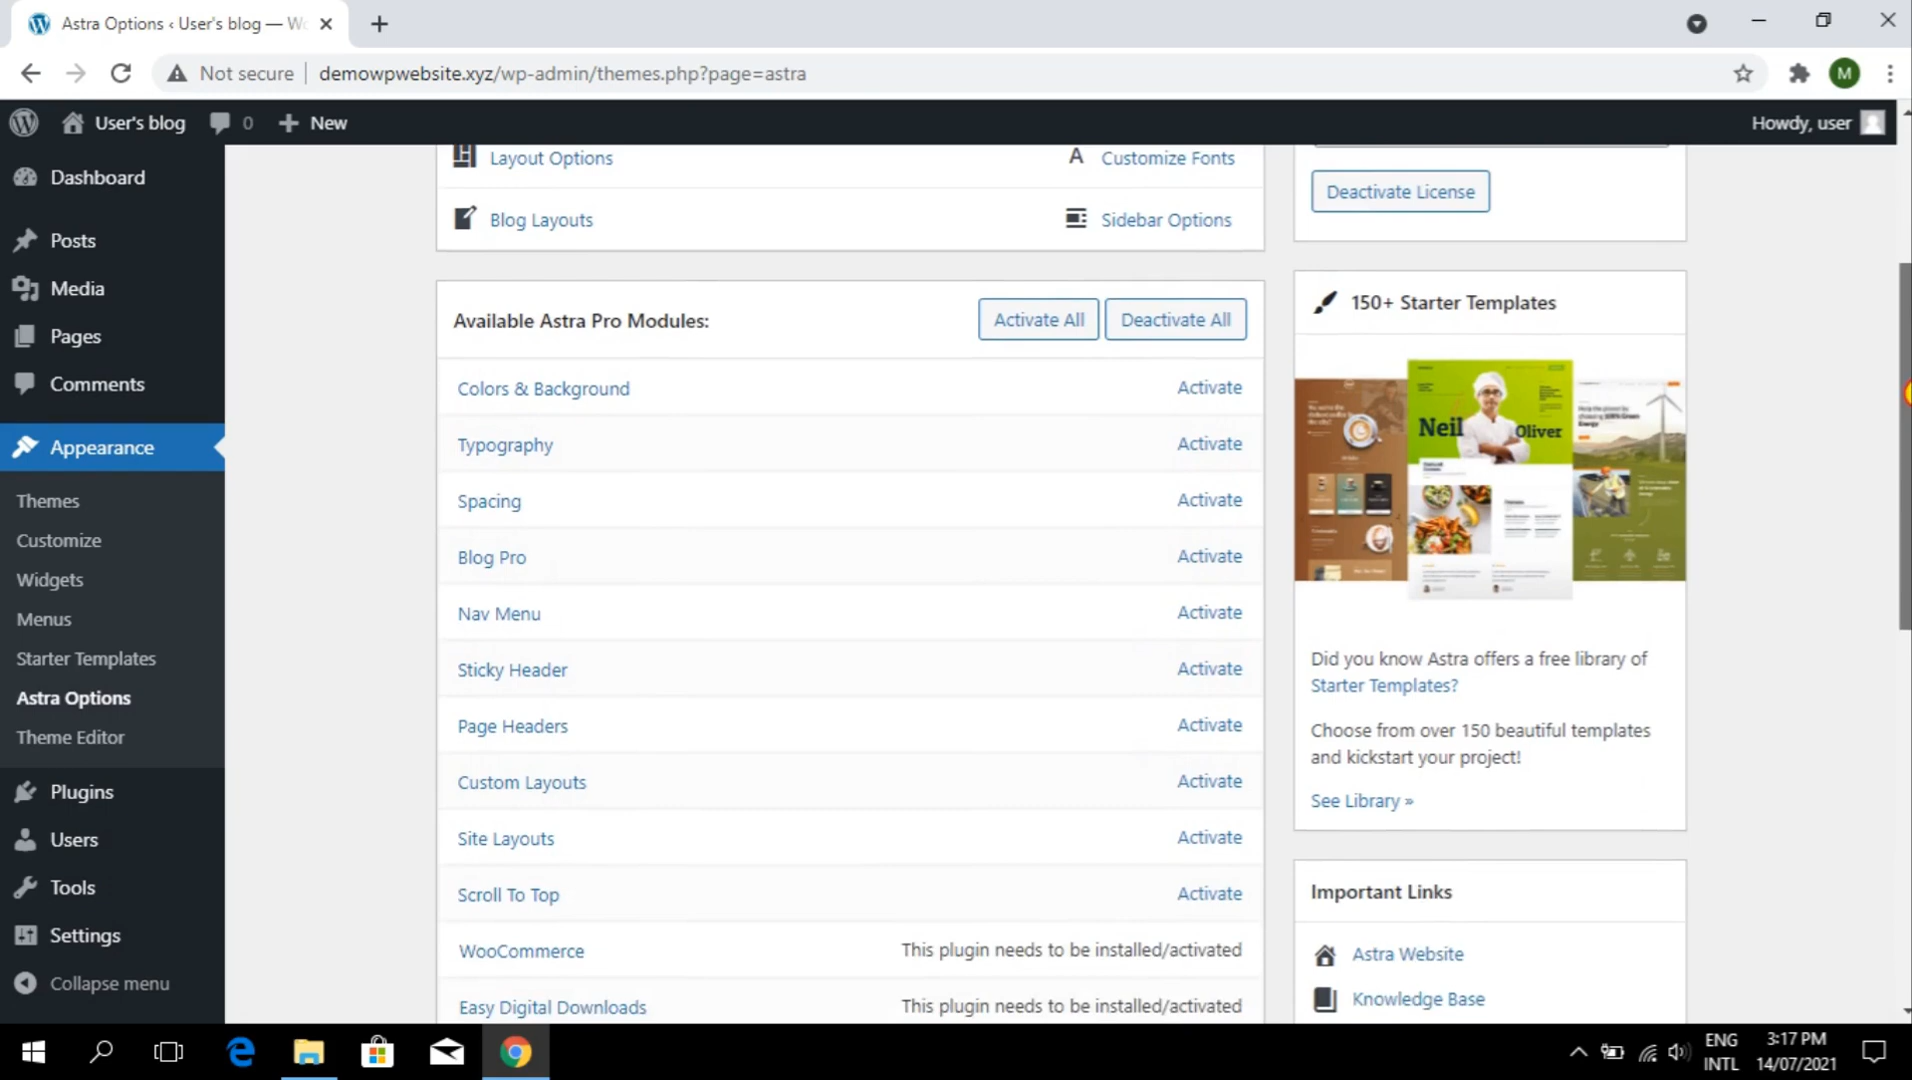 Astra Options ‹ User's blog — Wo
Not secure
demowpwebsite.xyz/wp-admin/themes.php?page=astra
M
User's blog
0
New
Howdy, user
Dashboard
Posts
Media
Pages
Comments
Appearance
Themes
Customize
Widgets
Menus
Starter Templates
Astra Options
Theme Editor
Plugins
Users
Tools
Settings
Collapse menu
Layout Options
A Customize Fonts
Blog Layouts
Sidebar Options
Available Astra Pro Modules:
Activate All
Deactivate All
Colors & Background
Activate
Typography
Activate
Spacing
Activate
Blog Pro
Activate
Nav Menu
Activate
Sticky Header
Activate
Page Headers
Activate
Custom Layouts
Activate
Site Layouts
Activate
Scroll To Top
Activate
WooCommerce
This plugin needs to be installed/activated
Easy Digital Downloads
This plugin needs to be installed/activated
Deactivate License
150+ Starter Templates
Neil
Oliver
Did you know Astra offers a free library of
Starter Templates?
Choose from over 150 beautiful templates
and kickstart your project!
See Library »
Important Links
Astra Website
Knowledge Base
ENG
INTL
3:17 PM
14/07/2021